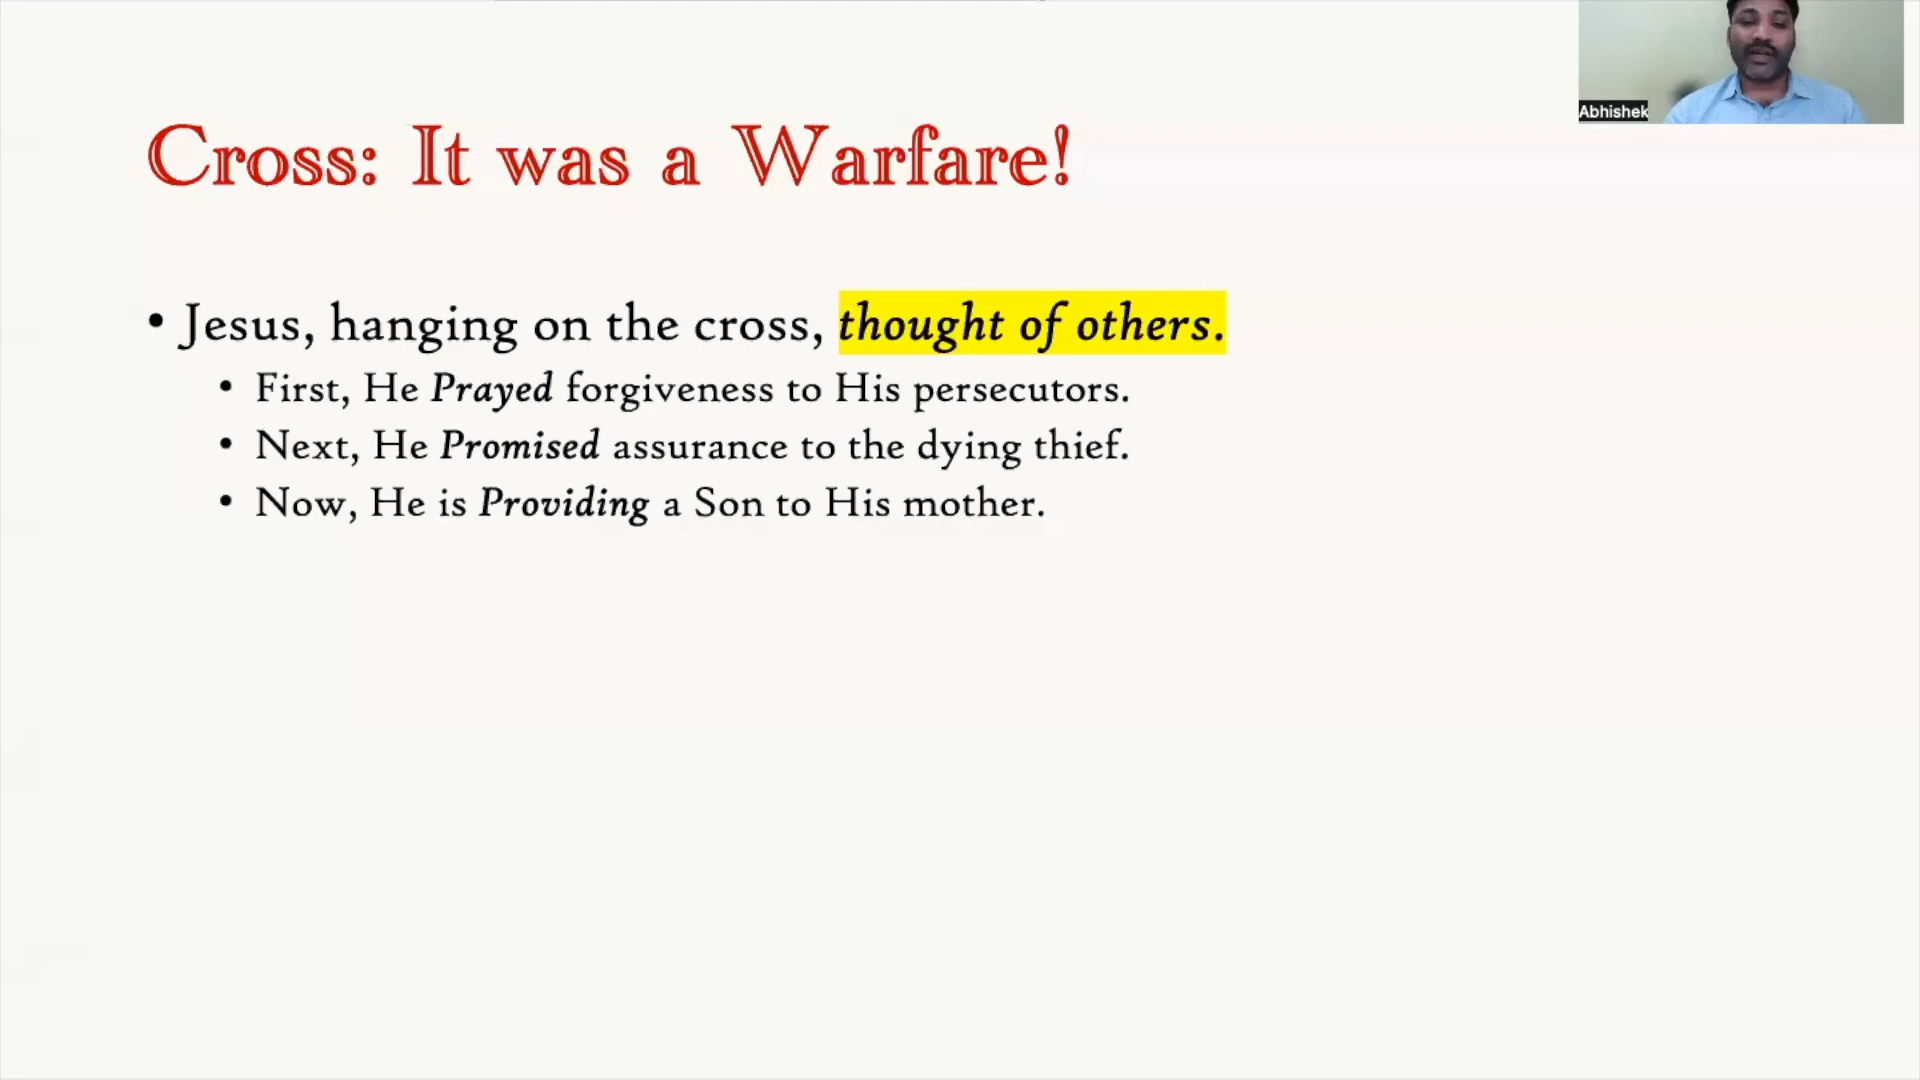 Abhishek
Cross: It was a Warfare!
• Jesus, hanging on the cross, thought of others.
• First, He Prayed forgiveness to His persecutors.
• Next, He Promised assurance to the dying thief.
• Now, He is Providing a Son to His mother.